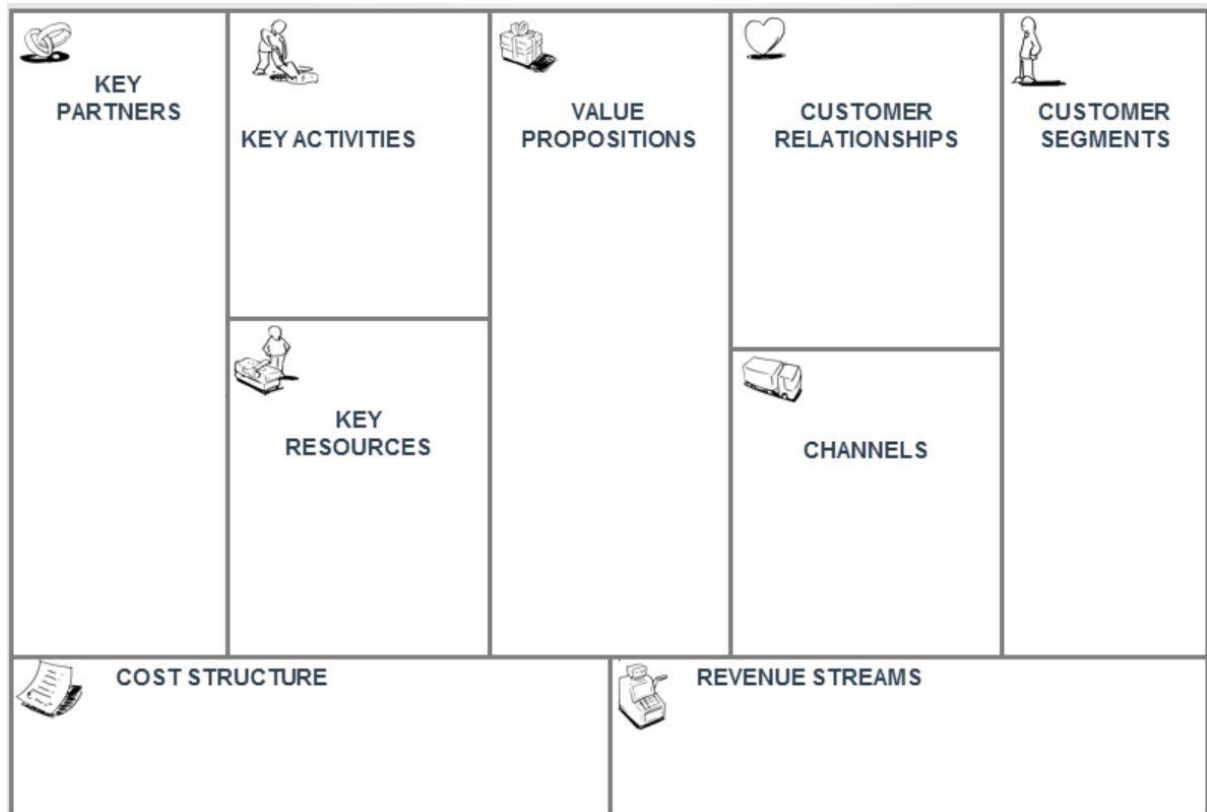 KEY
PARTNERS
KEY ACTIVITIES
KEY
RESOURCES
VALUE
PROPOSITIONS
CUSTOMER
RELATIONSHIPS
CHANNELS
CUSTOMER
SEGMENTS
COST STRUCTURE
REVENUE STREAMS